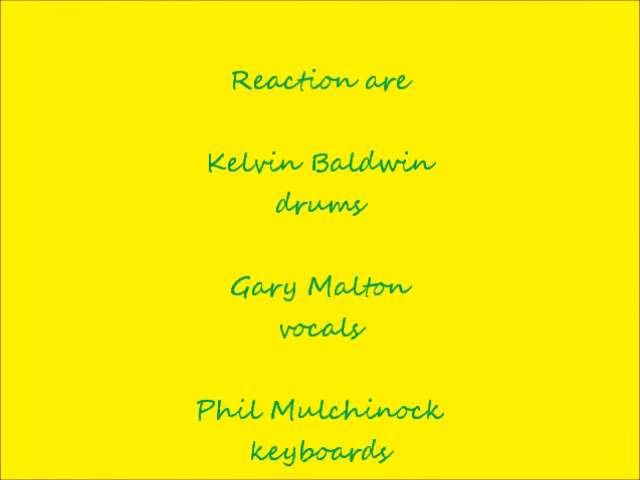 Reaction are
Kelvin Baldwin
drums
Gary Malton
vocals
Phil Mulchinock
keyboards